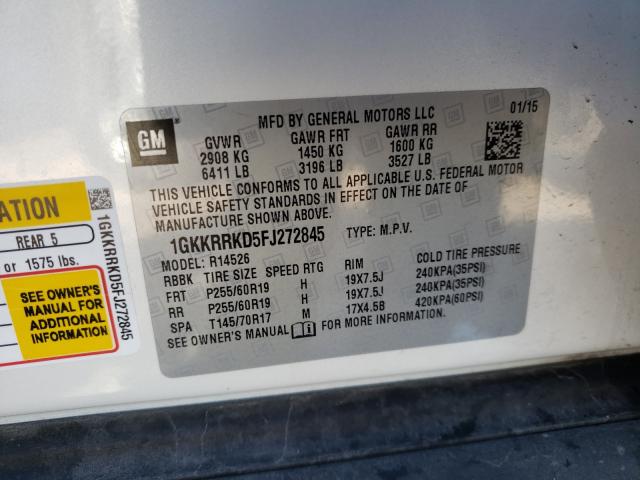 MFD BY GENERAL MOTORS LLC
01/15
GM
GVWR GAWR FRT GAWR RR
2908 KG 1450 KG 1600 KG
6411 LB 3196 LB 3527 LB
THIS VEHICLE CONFORMS TO ALL APPLICABLE U.S. FEDERAL MOTOR
VEHICLE SAFETY STANDARDS IN EFFECT ON THE DATE OF
MANUFACTURE SHOWN ABOVE.
1GKKRRKD5FJ272845 TYPE: M.P.V.
MODEL: R14526
RBBK TIRE SIZE SPEED RTG RIM COLD TIRE PRESSURE
FRT P255/60R19 H 19X7.5J 240KPA(35PSI)
RR P255/60R19 H 19X7.5J 240KPA(35PSI)
SPA T145/70R17 M 17X4.5B 420KPA(60PSI)
SEE OWNER'S MANUAL FOR MORE INFORMATION.
REAR 5
or 1575 lbs.
SEE OWNER'S
MANUAL FOR
ADDITIONAL
INFORMATION
1GKKRRKD5FJ272845